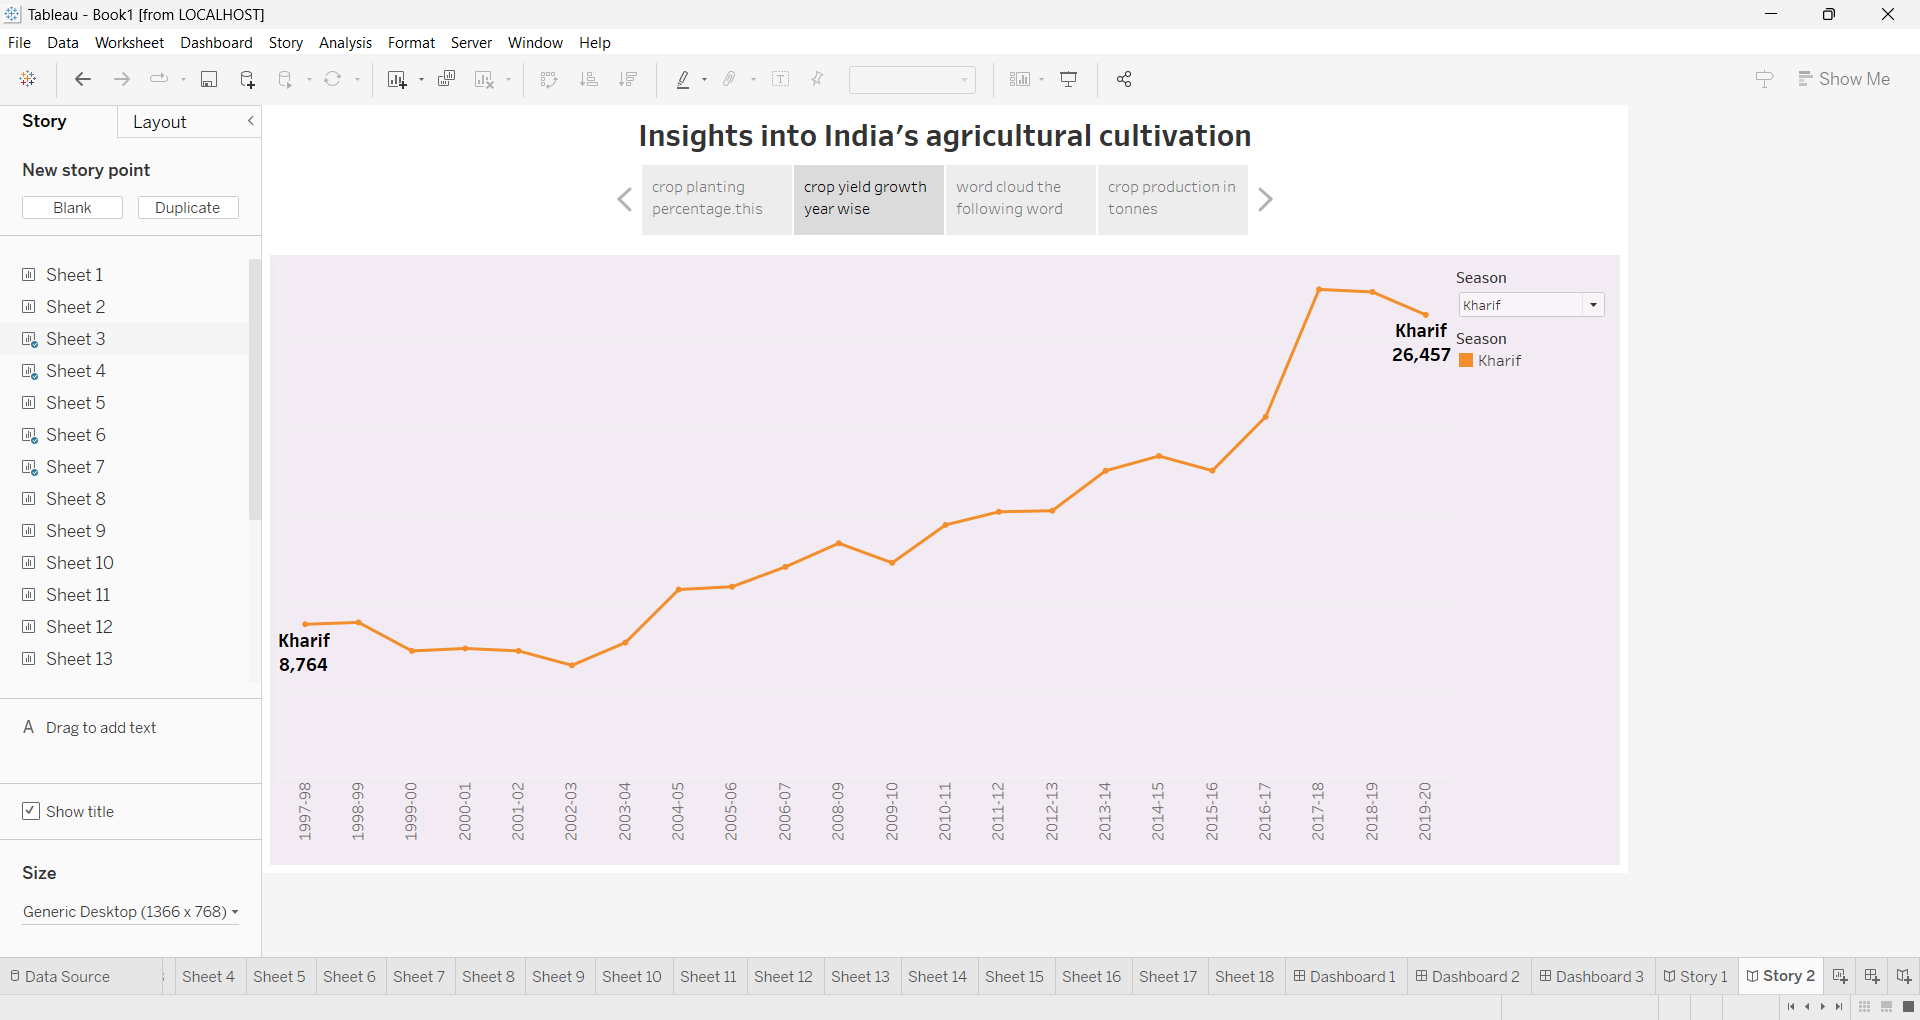 Tableau - Book1 [from LOCALHOST]
File Data Worksheet Dashboard Story Analysis Format Server Window Help
Show Me
Story Layout
New story point
Blank Duplicate
Sheet 1
Sheet 2
Sheet 3
Sheet 4
Sheet 5
Sheet 6
Sheet 7
Sheet 8
Sheet 9
Sheet 10
Sheet 11
Sheet 12
Sheet 13
A Drag to add text
Show title
Size
Generic Desktop (1366 x 768)
Insights into India's agricultural cultivation
crop planting
percentage.this
crop yield growth
year wise
word cloud the
following word
crop production in
tonnes
Season
Kharif
Season
Kharif
Kharif
26,457
Kharif
8,764
1997-98
1998-99
1999-00
2000-01
2001-02
2002-03
2003-04
2004-05
2005-06
2006-07
2008-09
2009-10
2010-11
2011-12
2012-13
2013-14
2014-15
2015-16
2016-17
2017-18
2018-19
2019-20
Data Source Sheet 4 Sheet 5 Sheet 6 Sheet 7 Sheet 8 Sheet 9 Sheet 10 Sheet 11 Sheet 12 Sheet 13 Sheet 14 Sheet 15 Sheet 16 Sheet 17 Sheet 18 Dashboard 1 Dashboard 2 Dashboard 3 Story 1 Story 2